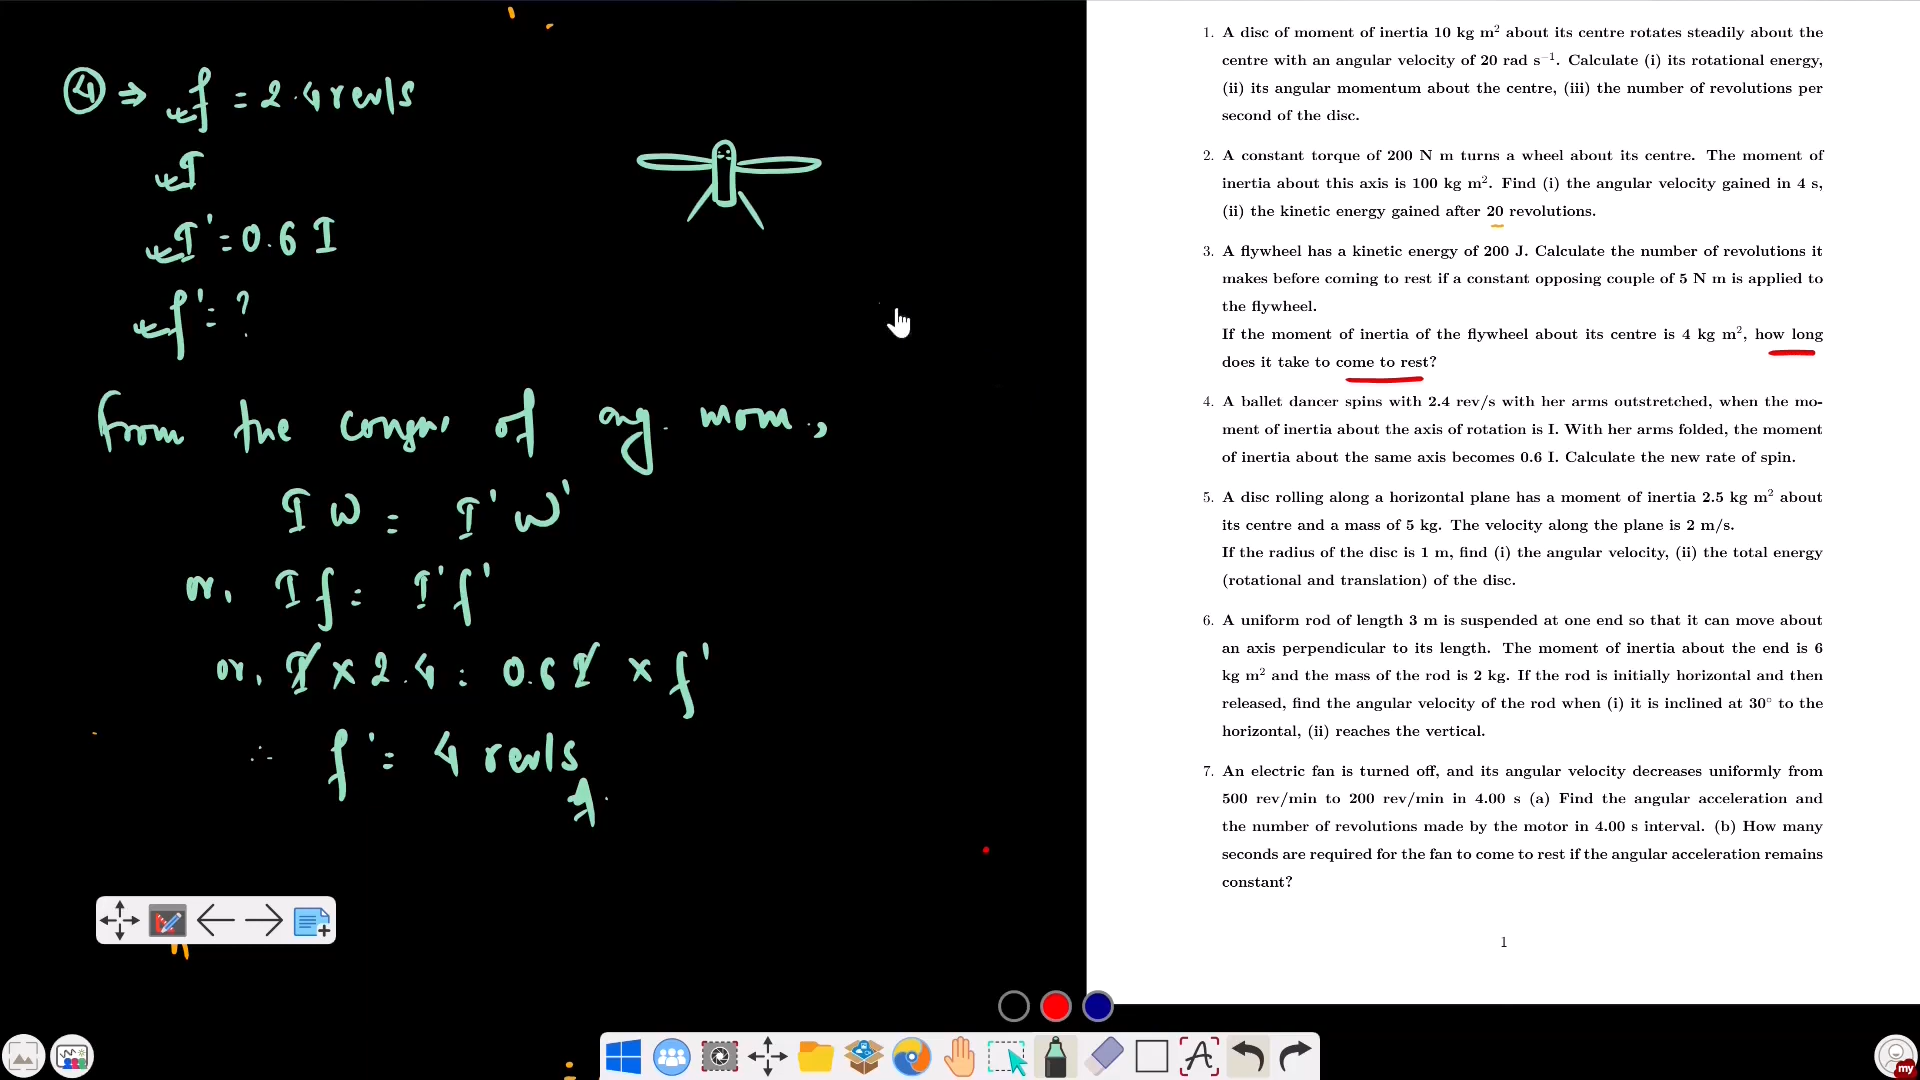 ④ ⇒ f = 2.4 rev/s
I
I' = 0.6 I
f' = ?
from the consn. of ang. mom.,
I ω = I' ω'
or, I f = I' f'
or, I × 2.4 = 0.6 I × f'
∴ f' = 4 rev/s
1. A disc of moment of inertia 10 kg m² about its centre rotates steadily about the
centre with an angular velocity of 20 rad s⁻¹. Calculate (i) its rotational energy,
(ii) its angular momentum about the centre, (iii) the number of revolutions per
second of the disc.
2. A constant torque of 200 N m turns a wheel about its centre. The moment of
inertia about this axis is 100 kg m². Find (i) the angular velocity gained in 4 s,
(ii) the kinetic energy gained after 20 revolutions.
3. A flywheel has a kinetic energy of 200 J. Calculate the number of revolutions it
makes before coming to rest if a constant opposing couple of 5 N m is applied to
the flywheel.
If the moment of inertia of the flywheel about its centre is 4 kg m², how long
does it take to come to rest?
4. A ballet dancer spins with 2.4 rev/s with her arms outstretched, when the mo-
ment of inertia about the axis of rotation is I. With her arms folded, the moment
of inertia about the same axis becomes 0.6 I. Calculate the new rate of spin.
5. A disc rolling along a horizontal plane has a moment of inertia 2.5 kg m² about
its centre and a mass of 5 kg. The velocity along the plane is 2 m/s.
If the radius of the disc is 1 m, find (i) the angular velocity, (ii) the total energy
(rotational and translation) of the disc.
6. A uniform rod of length 3 m is suspended at one end so that it can move about
an axis perpendicular to its length. The moment of inertia about the end is 6
kg m² and the mass of the rod is 2 kg. If the rod is initially horizontal and then
released, find the angular velocity of the rod when (i) it is inclined at 30° to the
horizontal, (ii) reaches the vertical.
7. An electric fan is turned off, and its angular velocity decreases uniformly from
500 rev/min to 200 rev/min in 4.00 s (a) Find the angular acceleration and
the number of revolutions made by the motor in 4.00 s interval. (b) How many
seconds are required for the fan to come to rest if the angular acceleration remains
constant?
1
my